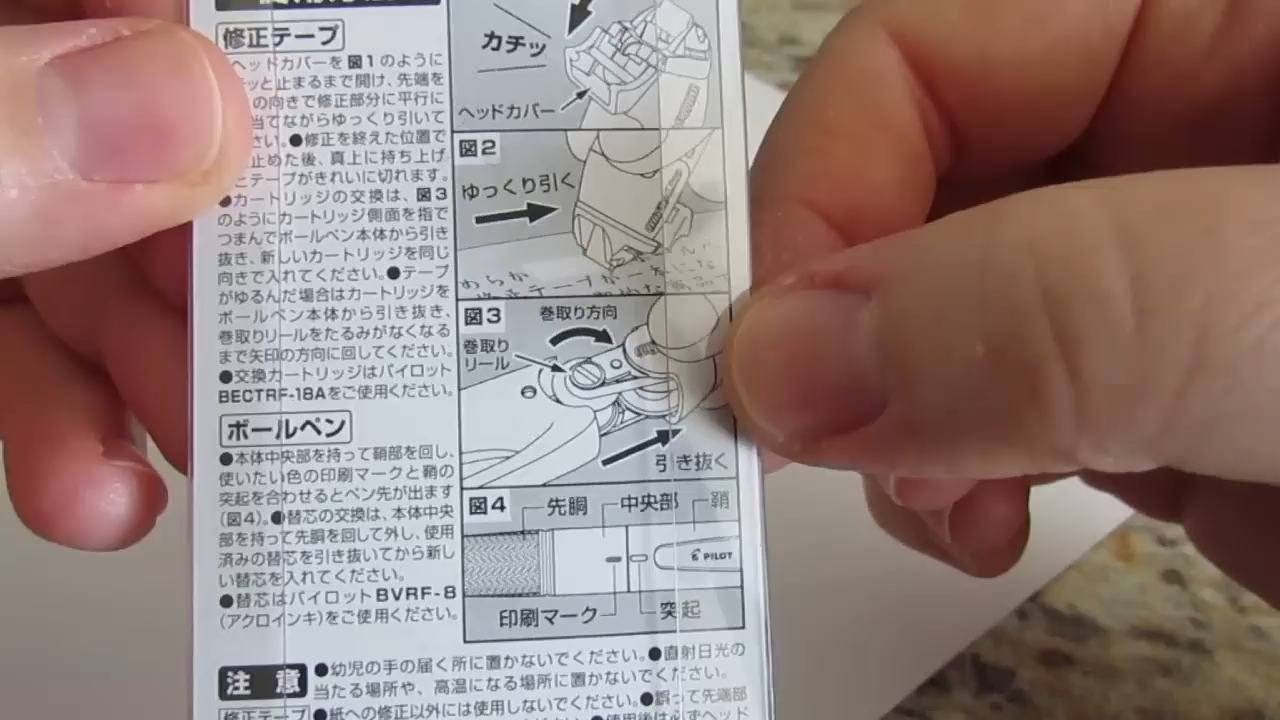 修正テープ
ヘッドカバーを図1のように
ッと止まるまで開け、先端を
の向きで修正部分に平行に
当てながらゆっくり引いて
さい。●修正を終えた位置で
止めた後、真上に持ち上げ
とテープがきれいに切れます。
●カートリッジの交換は、図3
のようにカートリッジ側面を指で
つまんでボールペン本体から引き
抜き、新しいカートリッジを同じ
向きで入れてください。●テープ
がゆるんだ場合はカートリッジを
ボールペン本体から引き抜き、
巻取りリールをたるみがなくなる
まで矢印の方向に回してください。
●交換カートリッジはパイロット
BECTRF-18Aをご使用ください。
ボールペン
●本体中央部を持って鞘部を回し、
使いたい色の印刷マークと鞘の
突起を合わせるとペン先が出ます
(図4)。●替芯の交換は、本体中央
部を持って先胴を回して外し、使用
済みの替芯を引き抜いてから新し
い替芯を入れてください。
●替芯はパイロットBVRF-8
(アクロインキ)をご使用ください。
カチッ
ヘッドカバー
図2
ゆっくり引く
図3
巻取り方向
巻取り
リール
引き抜く
図4
先胴
中央部
鞘
PILOT
印刷マーク
突起
注意
●幼児の手の届く所に置かないでください。●直射日光の
当たる場所や、高温になる場所に置かないでください。
修正テープ
●紙への修正以外には使用しないでください。●誤って先端部
●使用後は必ずヘッド